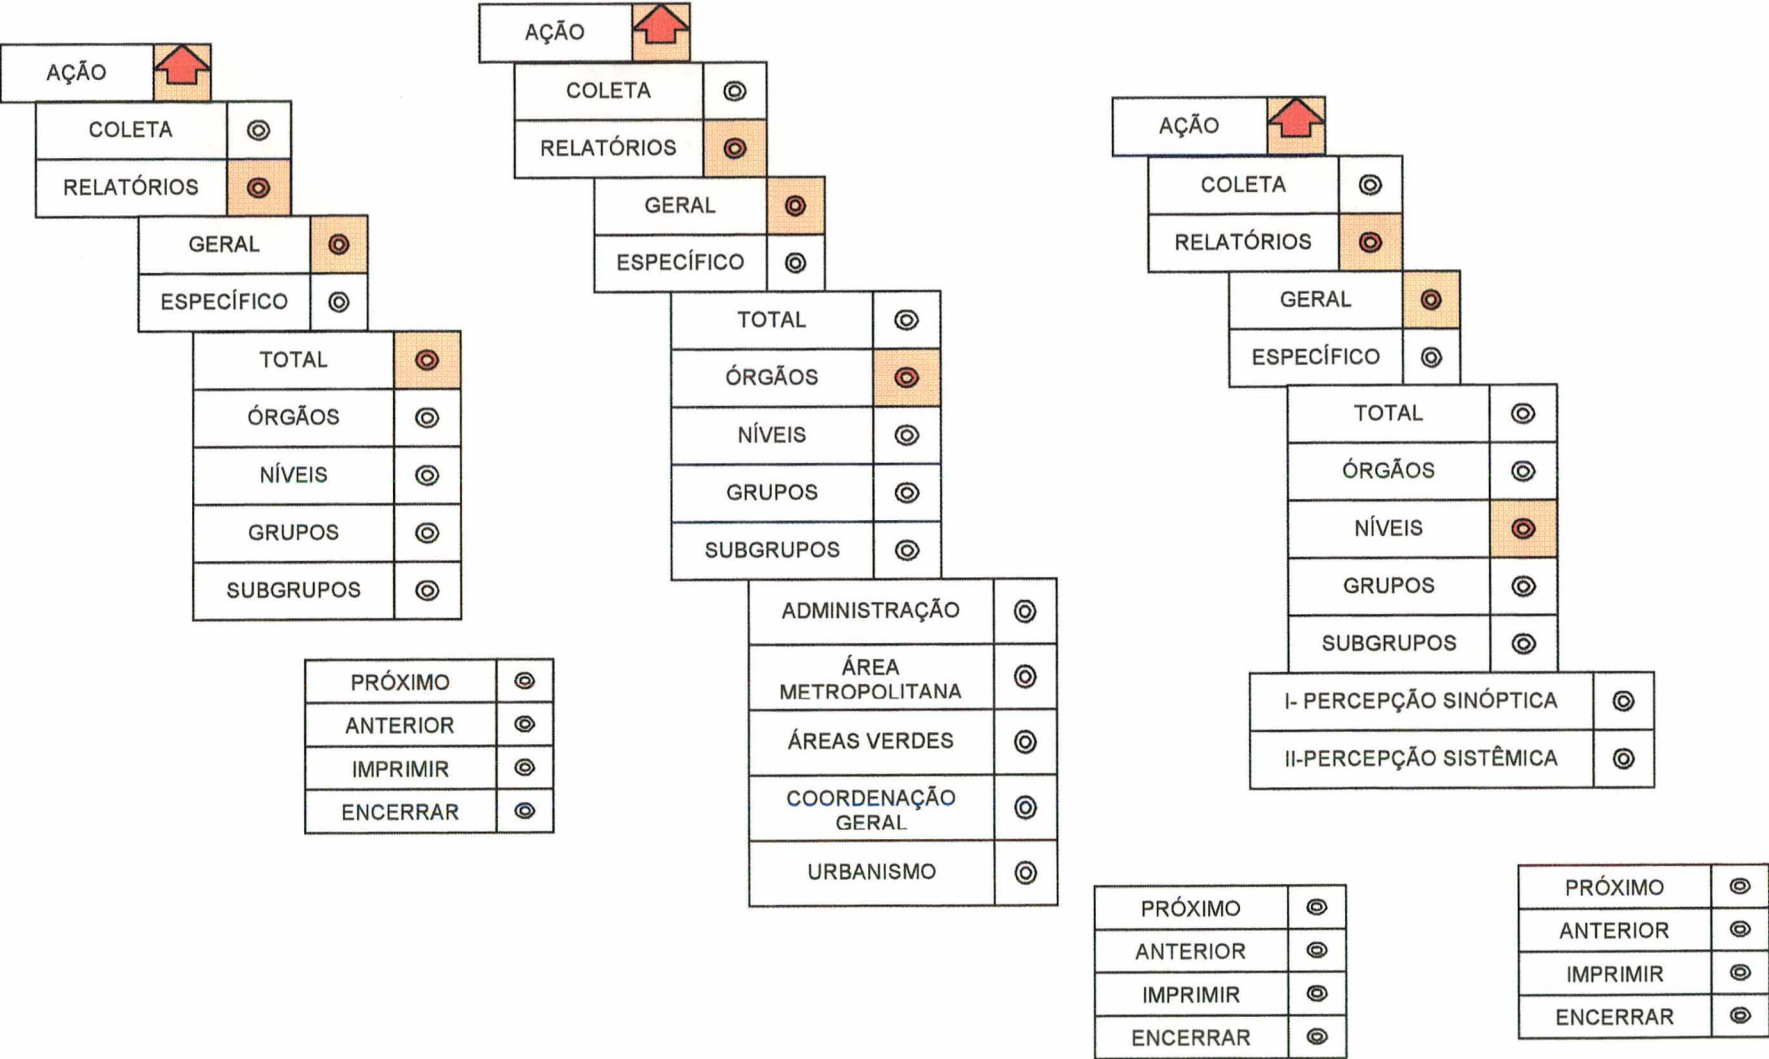 AÇÃO
COLETA
RELATÓRIOS
GERAL
ESPECÍFICO
TOTAL
ÓRGÃOS
NÍVEIS
GRUPOS
SUBGRUPOS
PRÓXIMO
ANTERIOR
IMPRIMIR
ENCERRAR
AÇÃO
COLETA
RELATÓRIOS
GERAL
ESPECÍFICO
TOTAL
ÓRGÃOS
NÍVEIS
GRUPOS
SUBGRUPOS
ADMINISTRAÇÃO
ÁREA
METROPOLITANA
ÁREAS VERDES
COORDENAÇÃO
GERAL
URBANISMO
PRÓXIMO
ANTERIOR
IMPRIMIR
ENCERRAR
AÇÃO
COLETA
RELATÓRIOS
GERAL
ESPECÍFICO
TOTAL
ÓRGÃOS
NÍVEIS
GRUPOS
SUBGRUPOS
I- PERCEPÇÃO SINÓPTICA
II-PERCEPÇÃO SISTÊMICA
PRÓXIMO
ANTERIOR
IMPRIMIR
ENCERRAR